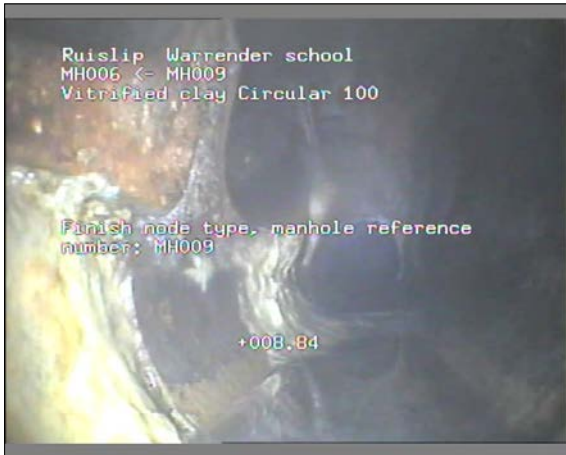 Ruislip Warrender school
MH006 <- MH009
Vitrified clay Circular 100
Finish node type, manhole reference
number: MH009
+008.84